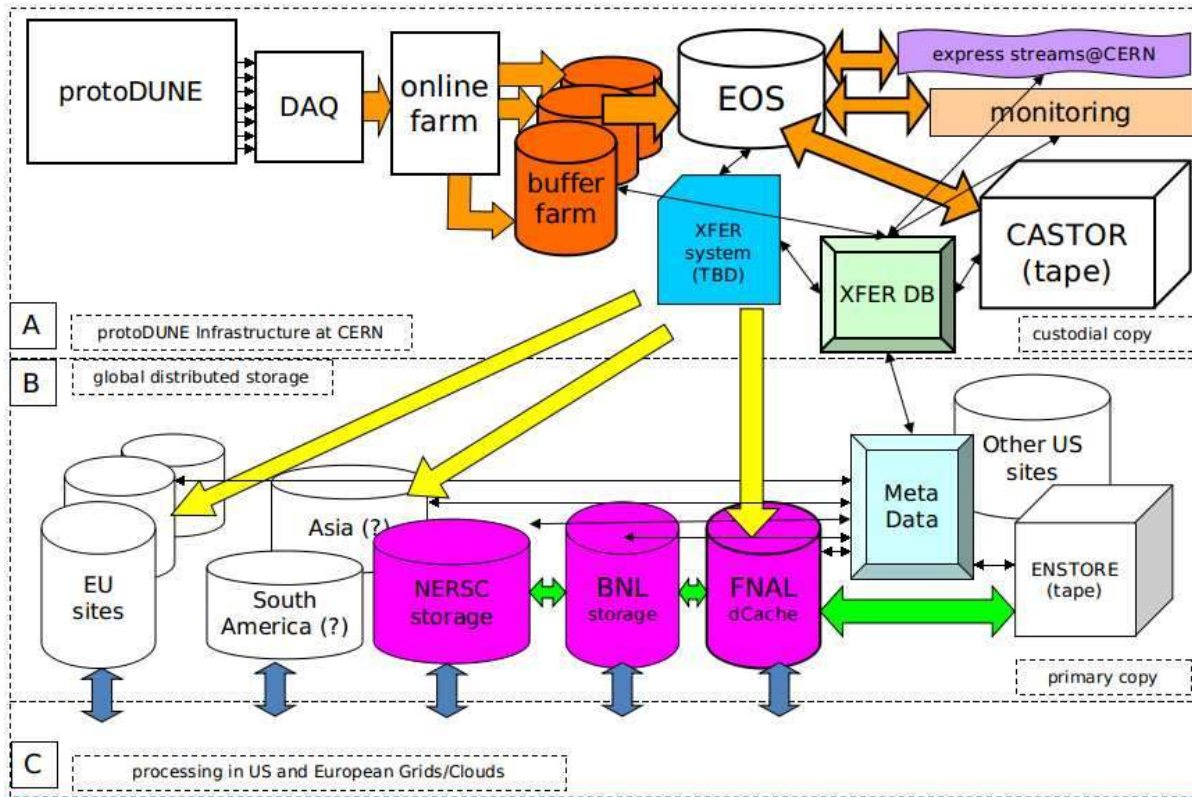 protoDUNE
DAQ
online
farm
buffer
farm
EOS
express streams@CERN
monitoring
CASTOR
(tape)
XFER
system
(TBD)
XFER DB
A
protoDUNE Infrastructure at CERN
custodial copy
B
global distributed storage
EU
sites
Asia (?)
South
America (?)
NERSC
storage
BNL
storage
FNAL
dCache
Meta
Data
Other US
sites
ENSTORE
(tape)
primary copy
C
processing in US and European Grids/Clouds